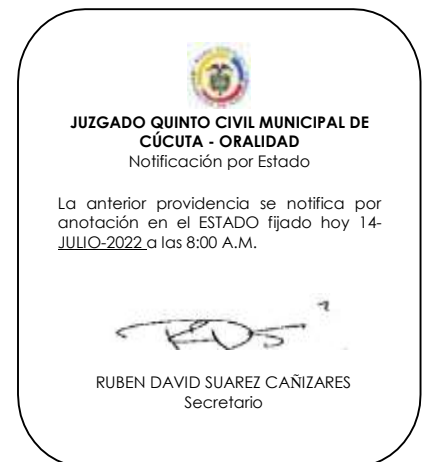 JUZGADO QUINTO CIVIL MUNICIPAL DE
CÚCUTA - ORALIDAD
Notificación por Estado
La anterior providencia se notifica por
anotación en el ESTADO fijado hoy 14-
JULIO-2022 a las 8:00 A.M.
RUBEN DAVID SUAREZ CAÑIZARES
Secretario